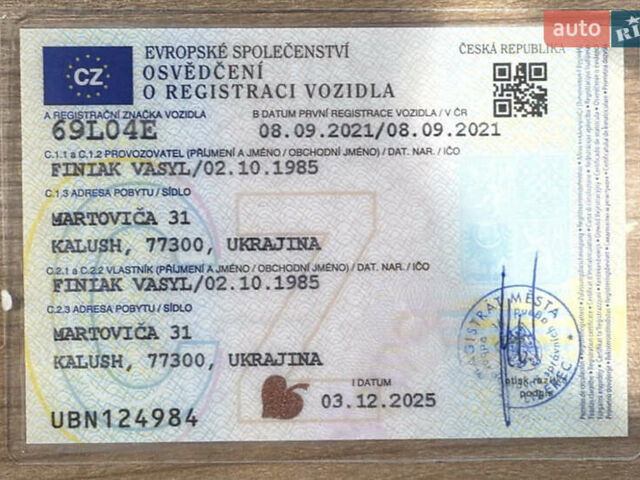 auto RI
CZ
EVROPSKÉ SPOLEČENSTVÍ
ČESKÁ REPUBLIKA
OSVĚDČENÍ
O REGISTRACI VOZIDLA
A REGISTRAČNÍ ZNAČKA VOZIDLA
B DATUM PRVNÍ REGISTRACE VOZIDLA / V ČR
69L04E
08.09.2021/08.09.2021
C.1.1 a C.1.2 PROVOZOVATEL (PŘÍJMENÍ A JMÉNO / OBCHODNÍ JMÉNO) / DAT. NAR. / IČO
FINIAK VASYL/02.10.1985
C.1.3 ADRESA POBYTU / SÍDLO
MARTOVIČA 31
KALUSH, 77300, UKRAJINA
C.2.1 a C.2.2 VLASTNÍK (PŘÍJMENÍ A JMÉNO / OBCHODNÍ JMÉNO) / DAT. NAR. / IČO
FINIAK VASYL/02.10.1985
C.2.3 ADRESA POBYTU / SÍDLO
MARTOVIČA 31
KALUSH, 77300, UKRAJINA
I DATUM
03.12.2025
UBN124984
MAGISTRÁT MĚSTA